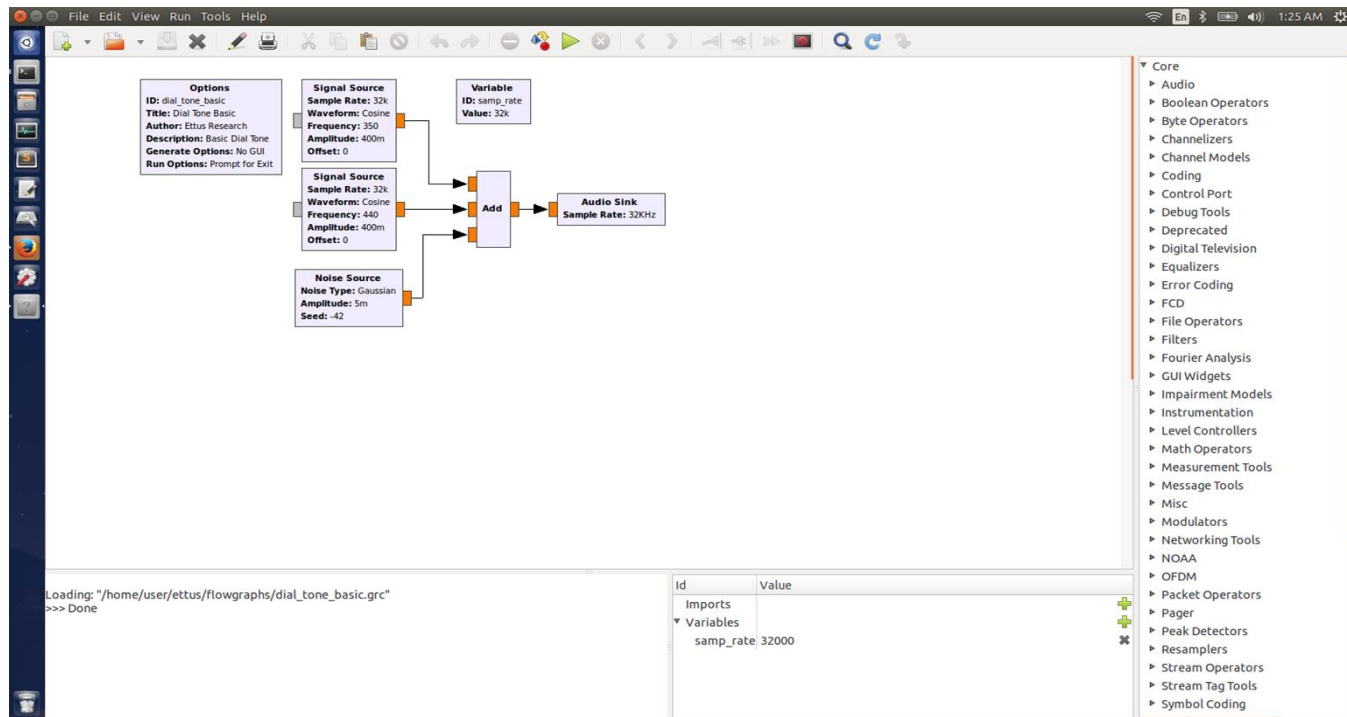 File Edit View Run Tools Help
En
1:25 AM
Options
ID: dial_tone_basic
Title: Dial Tone Basic
Author: Ettus Research
Description: Basic Dial Tone
Generate Options: No GUI
Run Options: Prompt for Exit
Signal Source
Sample Rate: 32k
Waveform: Cosine
Frequency: 350
Amplitude: 400m
Offset: 0
Variable
ID: samp_rate
Value: 32k
Signal Source
Sample Rate: 32k
Waveform: Cosine
Frequency: 440
Amplitude: 400m
Offset: 0
Add
Audio Sink
Sample Rate: 32KHz
Noise Source
Noise Type: Gaussian
Amplitude: 5m
Seed: -42
Core
Audio
Boolean Operators
Byte Operators
Channelizers
Channel Models
Coding
Control Port
Debug Tools
Deprecated
Digital Television
Equalizers
Error Coding
FCD
File Operators
Filters
Fourier Analysis
GUI Widgets
Impairment Models
Instrumentation
Level Controllers
Math Operators
Measurement Tools
Message Tools
Misc
Modulators
Networking Tools
NOAA
OFDM
Packet Operators
Pager
Peak Detectors
Resamplers
Stream Operators
Stream Tag Tools
Symbol Coding
Loading: "/home/user/ettus/flowgraphs/dial_tone_basic.grc"
>>> Done
Id Value
Imports
Variables
samp_rate 32000